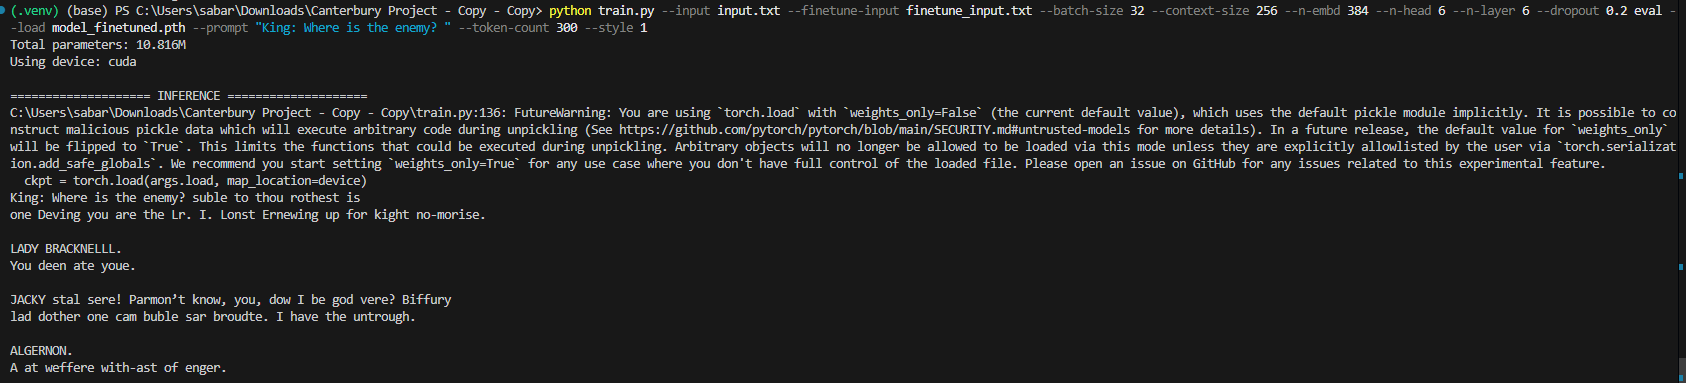 (.venv) (base) PS C:\Users\sabar\Downloads\Canterbury Project - Copy - Copy> python train.py --input input.txt --finetune-input finetune_input.txt --batch-size 32 --context-size 256 --n-embd 384 --n-head 6 --n-layer 6 --dropout 0.2 eval -
-load model_finetuned.pth --prompt "King: Where is the enemy? " --token-count 300 --style 1
Total parameters: 10.816M
Using device: cuda
==================== INFERENCE ====================
C:\Users\sabar\Downloads\Canterbury Project - Copy - Copy\train.py:136: FutureWarning: You are using `torch.load` with `weights_only=False` (the current default value), which uses the default pickle module implicitly. It is possible to co
nstruct malicious pickle data which will execute arbitrary code during unpickling (See https://github.com/pytorch/pytorch/blob/main/SECURITY.md#untrusted-models for more details). In a future release, the default value for `weights_only`
will be flipped to `True`. This limits the functions that could be executed during unpickling. Arbitrary objects will no longer be allowed to be loaded via this mode unless they are explicitly allowlisted by the user via `torch.serializat
ion.add_safe_globals`. We recommend you start setting `weights_only=True` for any use case where you don't have full control of the loaded file. Please open an issue on GitHub for any issues related to this experimental feature.
  ckpt = torch.load(args.load, map_location=device)
King: Where is the enemy? suble to thou rothest is
one Deving you are the Lr. I. Lonst Ernewing up for kight no-morise.
LADY BRACKNELLL.
You deen ate youe.
JACKY stal sere! Parmon’t know, you, dow I be god vere? Biffury
lad dother one cam buble sar broudte. I have the untrough.
ALGERNON.
A at weffere with-ast of enger.